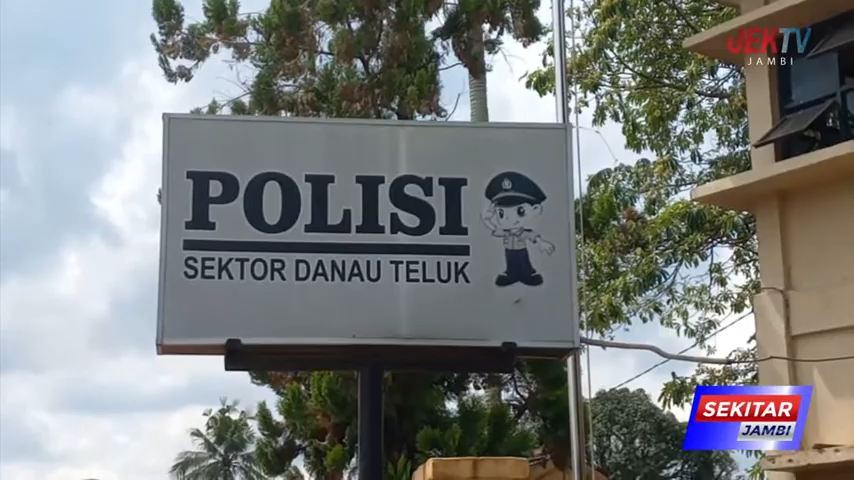 JEKTV
JAMBI
POLISI
SEKTOR DANAU TELUK
SEKITAR
JAMBI